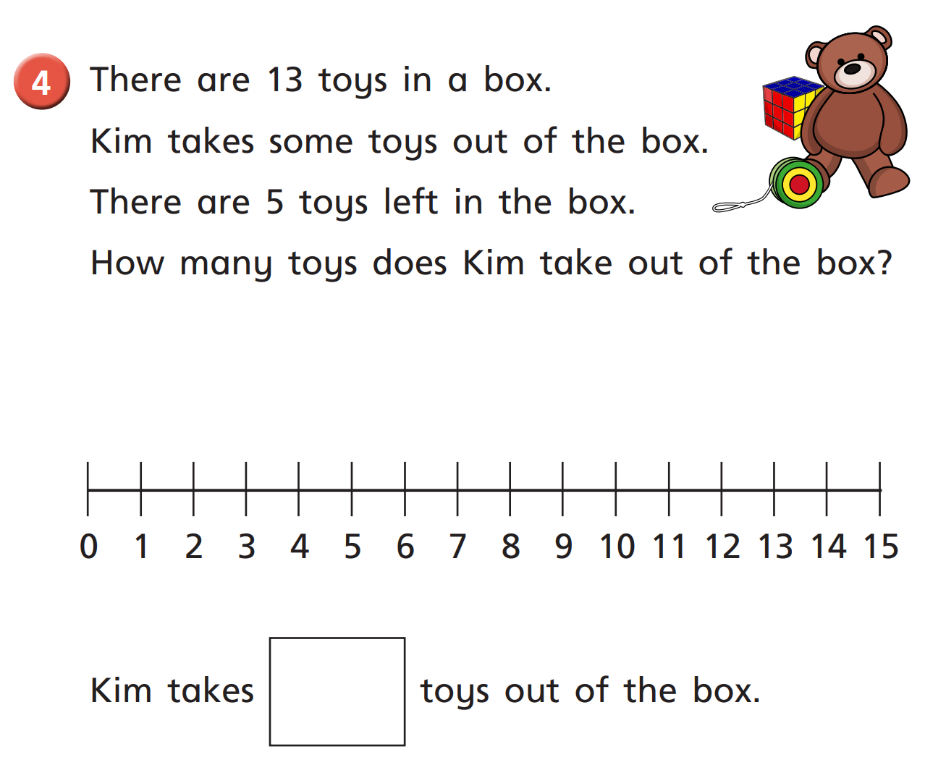 4 There are 13 toys in a box.
Kim takes some toys out of the box.
There are 5 toys left in the box.
How many toys does Kim take out of the box?
0 1 2 3 4 5 6 7 8 9 10 11 12 13 14 15
Kim takes toys out of the box.